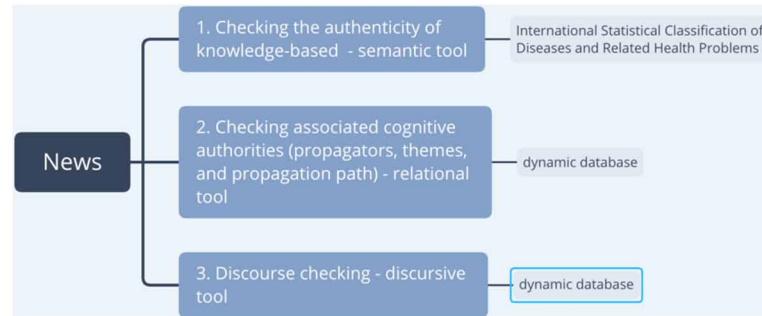 1. Checking the authenticity of
knowledge-based - semantic tool
International Statistical Classification of
Diseases and Related Health Problems
News
2. Checking associated cognitive
authorities (propagators, themes,
and propagation path) - relational
tool
dynamic database
3. Discourse checking - discursive
tool
dynamic database